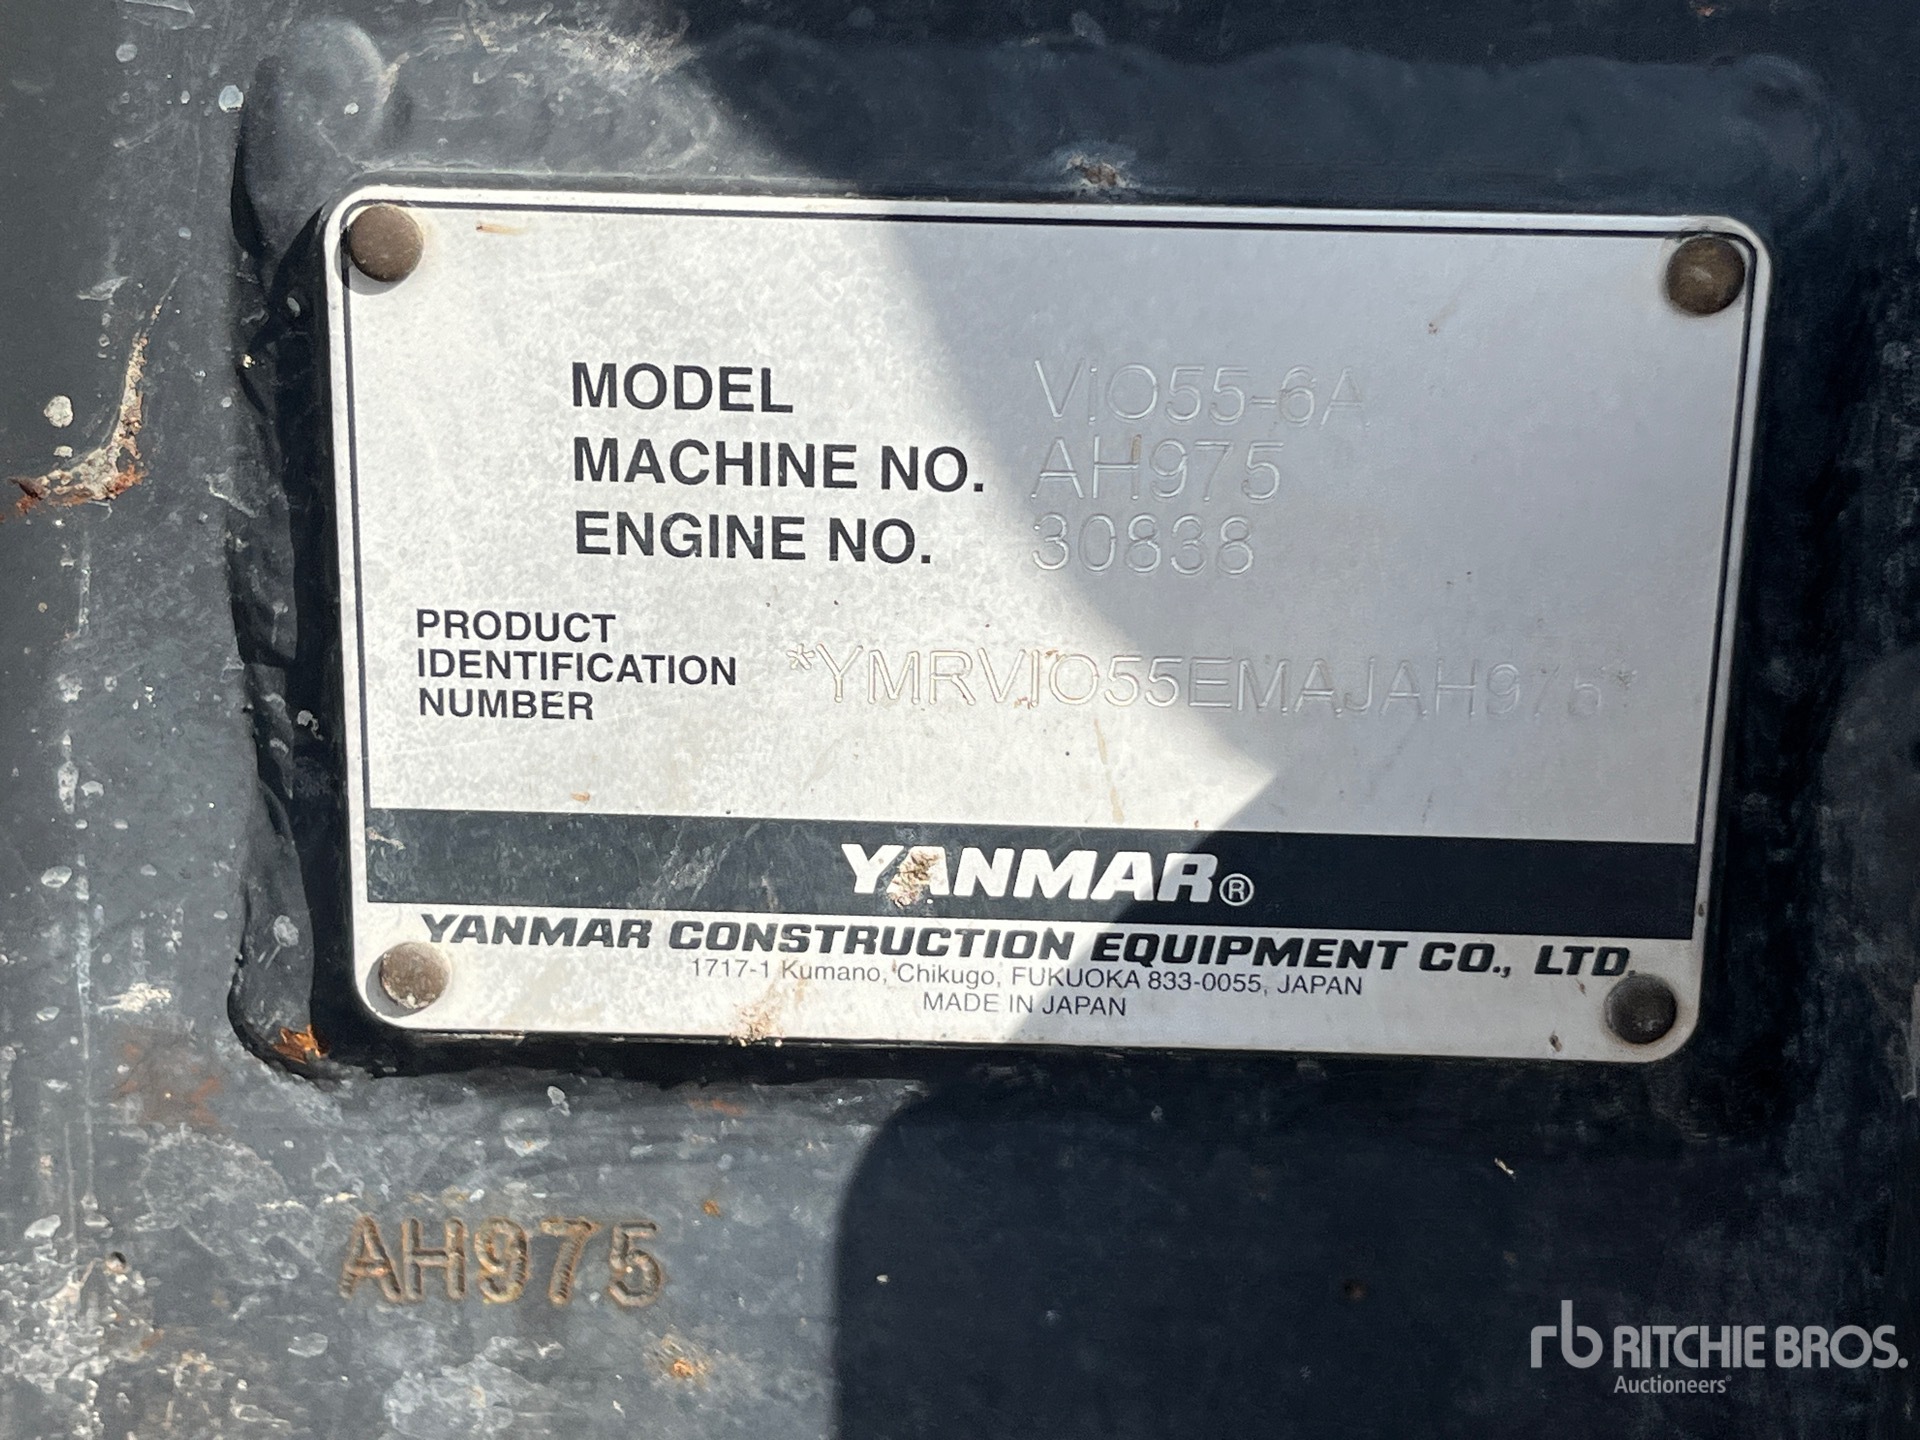 MODEL ViO55-6A
MACHINE NO. AH975
ENGINE NO. 30838
PRODUCT
IDENTIFICATION
NUMBER
*YMRVIO55EMAJAH975*
YANMAR®
YANMAR CONSTRUCTION EQUIPMENT CO., LTD.
1717-1 Kumano, Chikugo, FUKUOKA 833-0055, JAPAN
MADE IN JAPAN
AH975
rb RITCHIE BROS.
Auctioneers